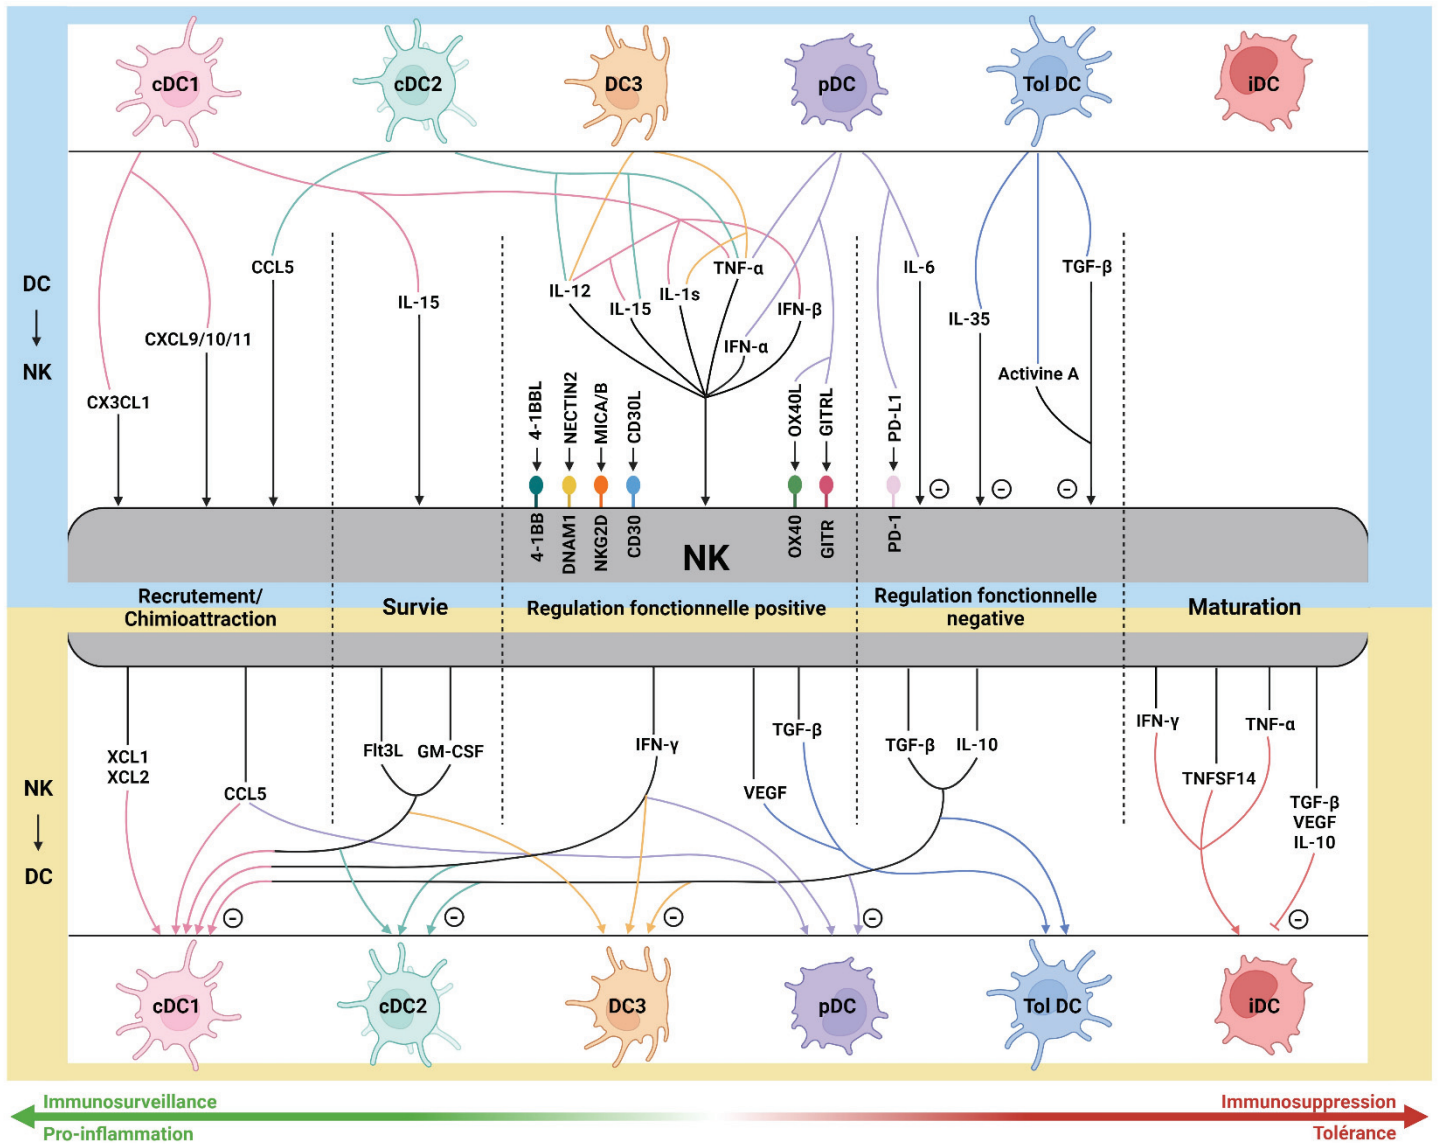 cDC1
cDC2
DC3
pDC
Tol DC
iDC
DC
NK
CX3CL1
CXCL9/10/11
CCL5
IL-15
IL-12
IL-15
IL-1s
TNF-α
IFN-α
IFN-β
IL-6
IL-35
Activine A
TGF-β
4-1BBL
NECTIN2
MICA/B
CD30L
OX40L
GITRL
PD-L1
4-1BB
DNAM1
NKG2D
CD30
OX40
GITR
PD-1
NK
Recrutement/
Chimioattraction
Survie
Regulation fonctionnelle positive
Regulation fonctionnelle
negative
Maturation
NK
DC
XCL1
XCL2
CCL5
Flt3L
GM-CSF
IFN-γ
VEGF
TGF-β
TGF-β
IL-10
IFN-γ
TNFSF14
TNF-α
TGF-β
VEGF
IL-10
cDC1
cDC2
DC3
pDC
Tol DC
iDC
Immunosurveillance
Pro-inflammation
Immunosuppression
Tolérance